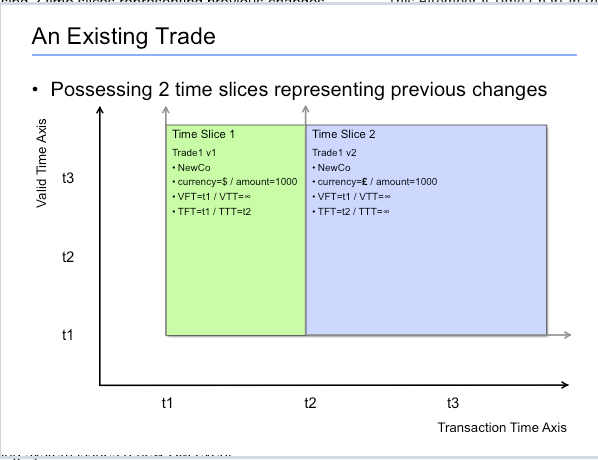 An Existing Trade
• Possessing 2 time slices representing previous changes
Valid Time Axis
t3
t2
t1
Time Slice 1
Trade1 v1
• NewCo
• currency=$ / amount=1000
• VFT=t1 / VTT=∞
• TFT=t1 / TTT=t2
Time Slice 2
Trade1 v2
• NewCo
• currency=£ / amount=1000
• VFT=t1 / VTT=∞
• TFT=t2 / TTT=∞
t1
t2
t3
Transaction Time Axis